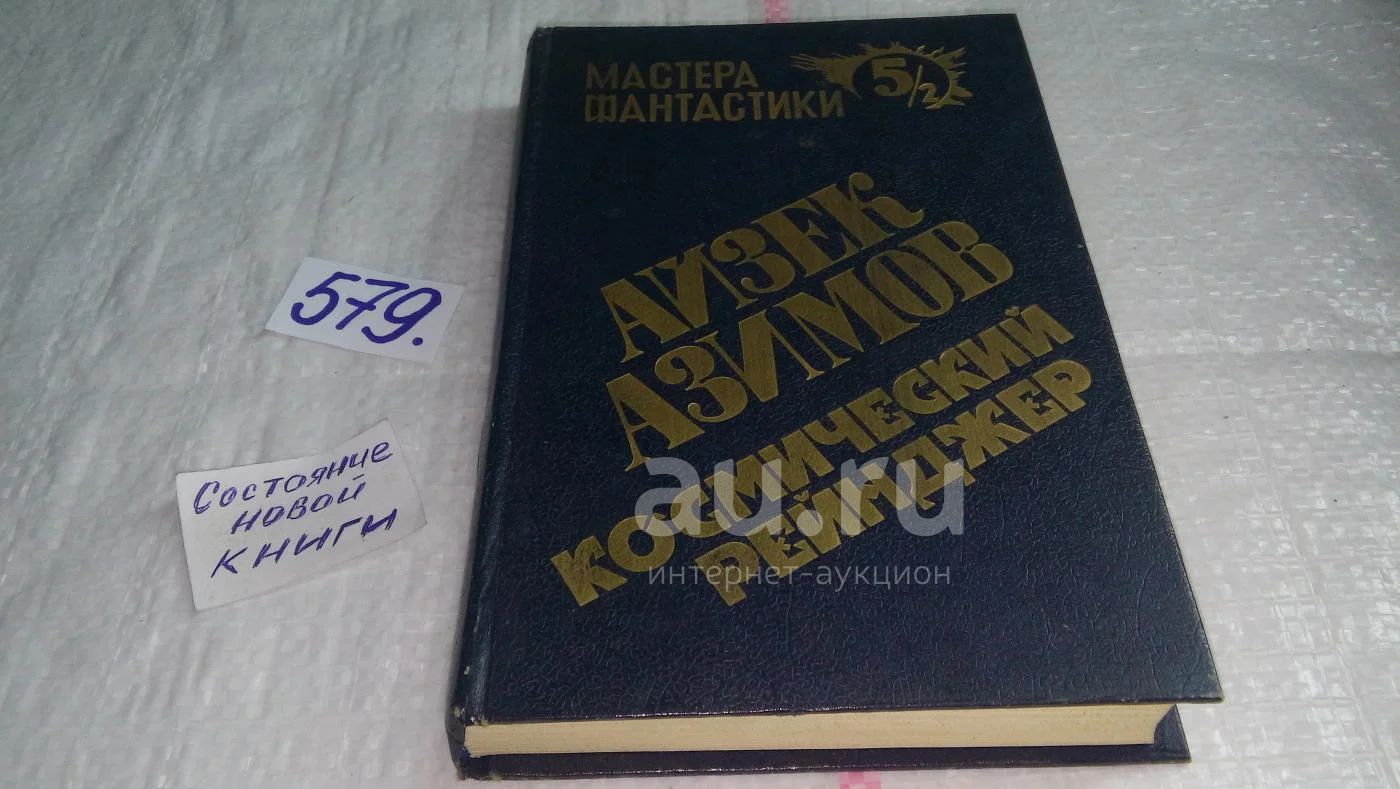 МАСТЕРА
ФАНТАСТИКИ
5/2
АЙЗЕК
АЗИМОВ
КОСМИЧЕСКИЙ
РЕЙНДЖЕР
579.
Состояние
новой
книги
au.ru
интернет-аукцион